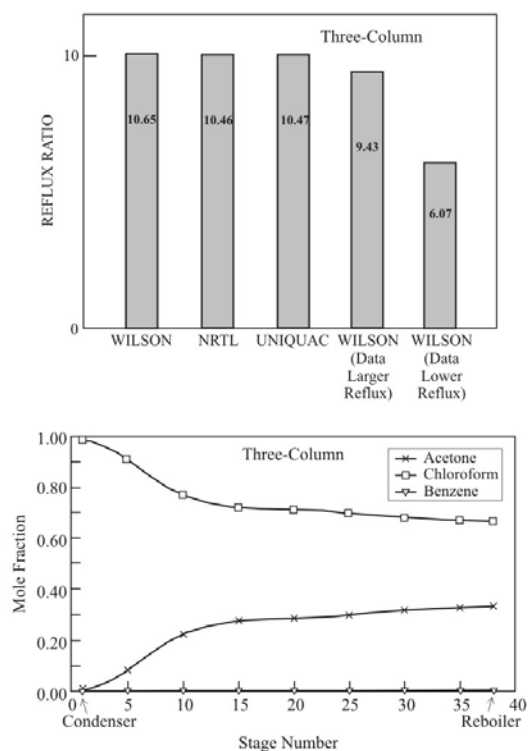 Three-Column
10
REFLUX RATIO
10.65
10.46
10.47
9.43
6.07
0
WILSON
NRTL
UNIQUAC
WILSON
(Data
Larger
Reflux)
WILSON
(Data
Lower
Reflux)
1.00
Three-Column
Acetone
Chloroform
Benzene
0.80
0.60
0.40
0.20
0.00
Mole Fraction
0
5
10
15
20
25
30
35
40
Condenser
Reboiler
Stage Number